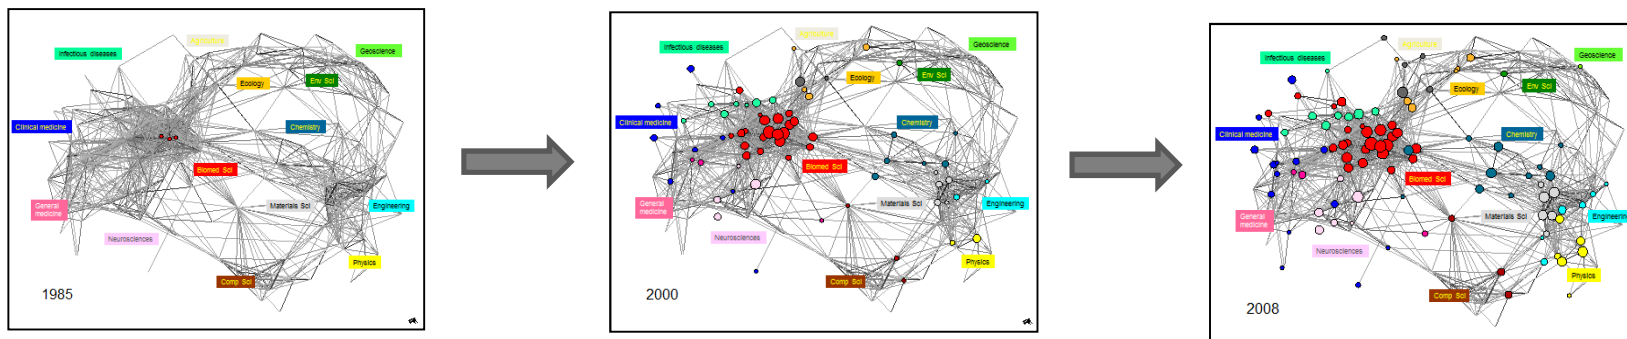 Agriculture
Infectious diseases
Geoscience
Ecology
Env Sci
Clinical medicine
Chemistry
Biomed Sci
General
medicine
Materials Sci
Engineering
Neurosciences
Physics
Comp Sci
1985
Agriculture
Infectious diseases
Geoscience
Ecology
Env Sci
Clinical medicine
Chemistry
Biomed Sci
General
medicine
Materials Sci
Engineering
Neurosciences
Physics
Comp Sci
2000
Agriculture
Infectious diseases
Geoscience
Ecology
Env Sci
Clinical medicine
Chemistry
Biomed Sci
General
medicine
Materials Sci
Engineering
Neurosciences
Physics
Comp Sci
2008